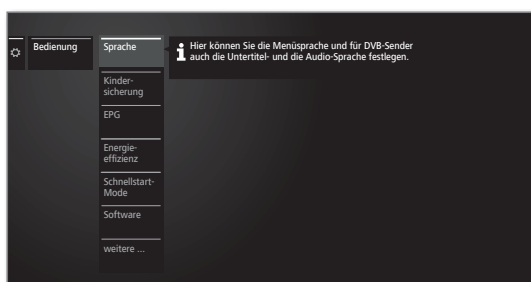 Bedienung
Sprache
Hier können Sie die Menüsprache und für DVB-Sender
auch die Untertitel- und die Audio-Sprache festlegen.
Kinder-
sicherung
EPG
Energie-
effizienz
Schnellstart-
Mode
Software
weitere ...